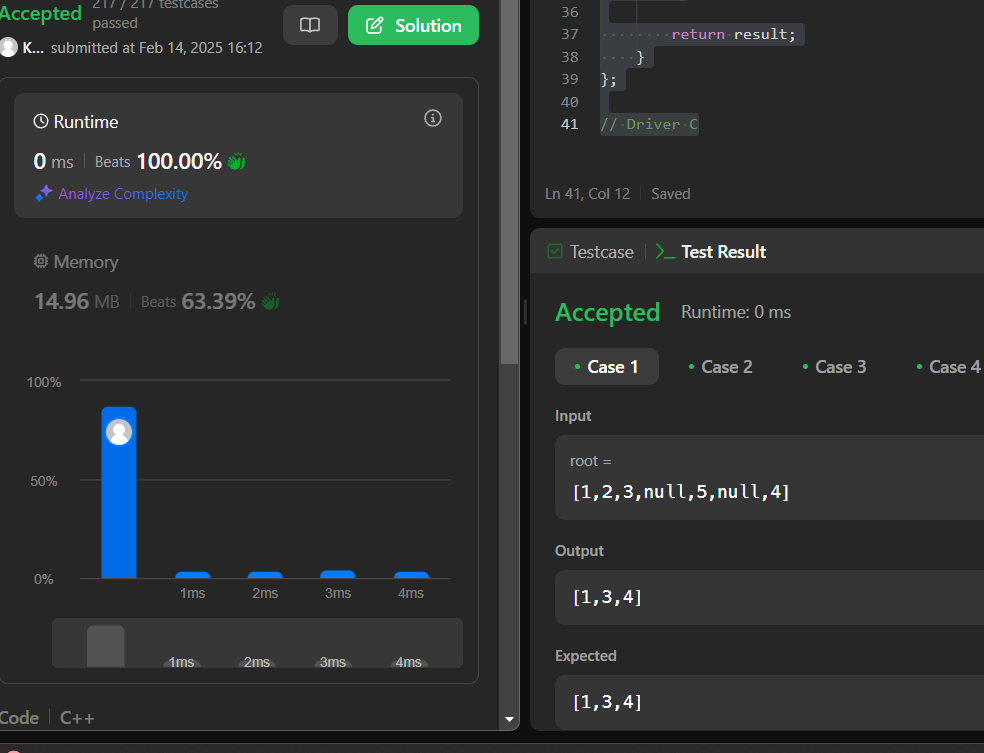 Accepted
217 / 217 testcases
passed
Solution
K... submitted at Feb 14, 2025 16:12
Runtime
0 ms | Beats 100.00%
Analyze Complexity
Memory
14.96 MB | Beats 63.39%
100%
50%
0%
1ms 2ms 3ms 4ms
1ms 2ms 3ms 4ms
Code | C++
36
37 return result;
38 }
39 };
40
41 // Driver C
Ln 41, Col 12 | Saved
Testcase | >_ Test Result
Accepted Runtime: 0 ms
• Case 1 • Case 2 • Case 3 • Case 4
Input
root =
[1,2,3,null,5,null,4]
Output
[1,3,4]
Expected
[1,3,4]